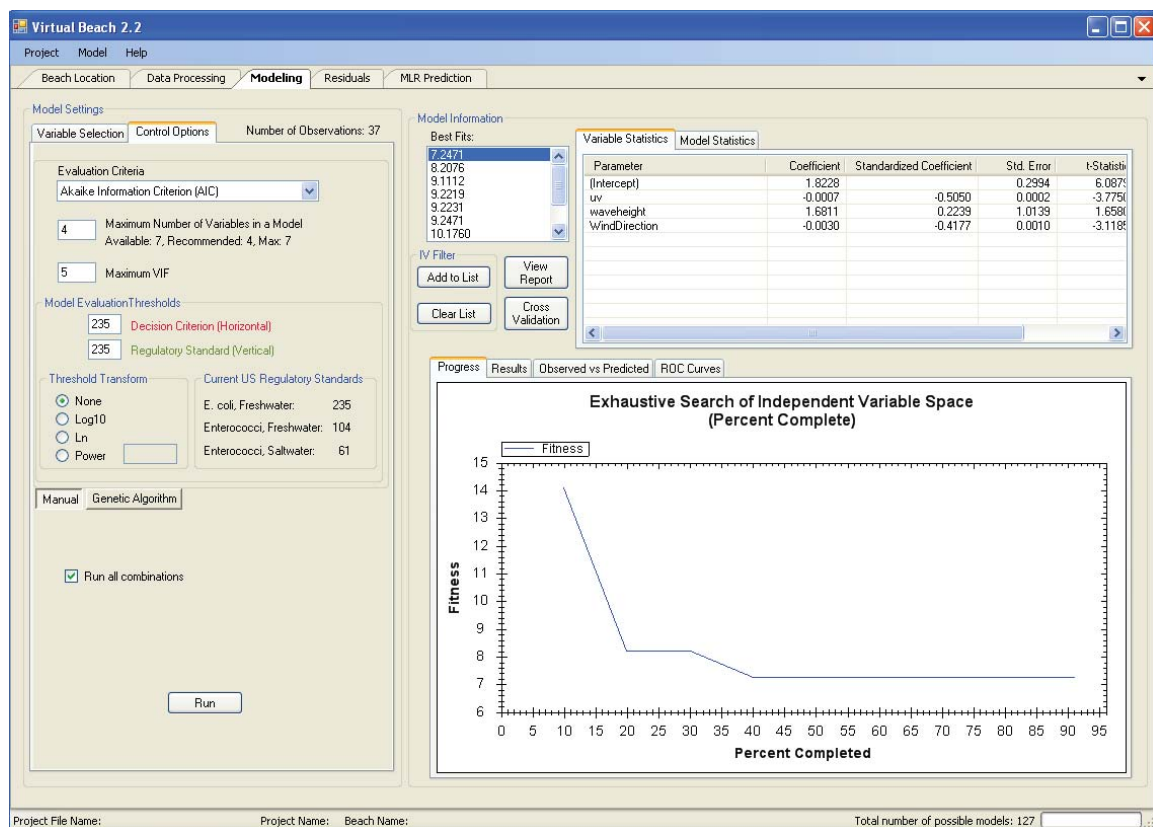 Virtual Beach 2.2
Project Model Help
Beach Location Data Processing Modeling Residuals MLR Prediction
Model Settings
Variable Selection Control Options Number of Observations: 37
Evaluation Criteria
Akaike Information Criterion (AIC)
4 Maximum Number of Variables in a Model
Available: 7, Recommended: 4, Max: 7
5 Maximum VIF
Model EvaluationThresholds
235 Decision Criterion (Horizontal)
235 Regulatory Standard (Vertical)
Threshold Transform
None
Log10
Ln
Power
Current US Regulatory Standards
E. coli, Freshwater: 235
Enterococci, Freshwater: 104
Enterococci, Saltwater: 61
Manual Genetic Algorithm
Run all combinations
Run
Model Information
Best Fits:
7.2471
8.2076
9.1112
9.2219
9.2231
9.2471
10.1760
IV Filter
Add to List
Clear List
View
Report
Cross
Validation
Variable Statistics Model Statistics
Parameter Coefficient Standardized Coefficient Std. Error t-Statisti
(Intercept) 1.8228 0.2994 6.087
uv -0.0007 -0.5050 0.0002 -3.775
waveheight 1.6811 0.2239 1.0139 1.658
WindDirection -0.0030 -0.4177 0.0010 -3.118
Progress Results Observed vs Predicted ROC Curves
Exhaustive Search of Independent Variable Space
(Percent Complete)
Fitness
15
14
13
12
11
10
9
8
7
6
Fitness
0 5 10 15 20 25 30 35 40 45 50 55 60 65 70 75 80 85 90 95
Percent Completed
Project File Name: Project Name: Beach Name: Total number of possible models: 127